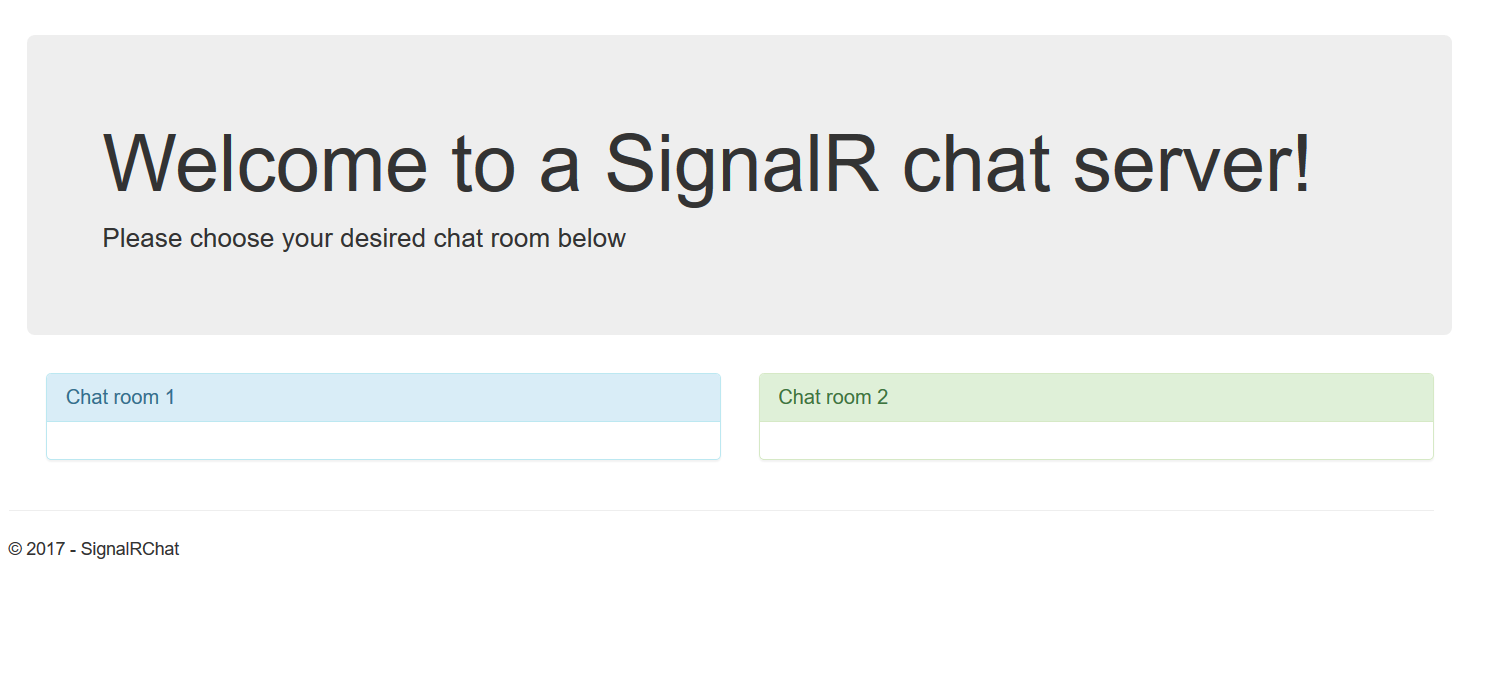 Welcome to a SignalR chat server!
Please choose your desired chat room below
Chat room 1
Chat room 2
© 2017 - SignalRChat